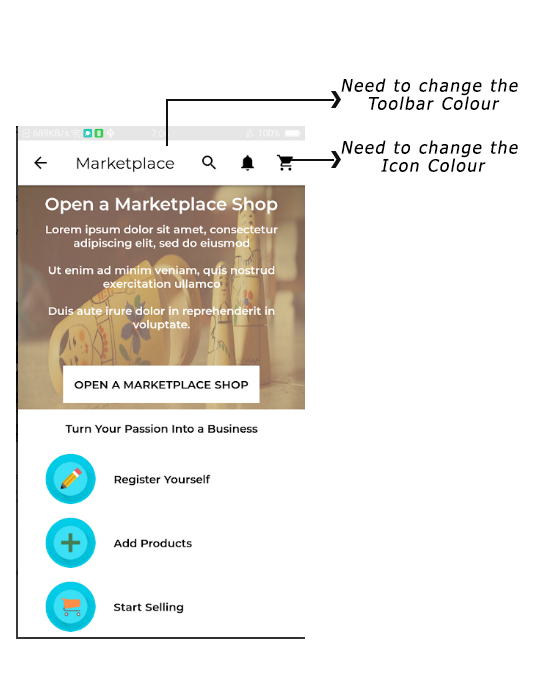 Need to change the
Toolbar Colour
100%
Need to change the
Icon Colour
Marketplace
Open a Marketplace Shop
Lorem ipsum dolor sit amet, consectetur
adipiscing elit, sed do eiusmod
Ut enim ad minim veniam, quis nostrud
exercitation ullamco
Duis aute irure dolor in reprehenderit in
voluptate.
OPEN A MARKETPLACE SHOP
Turn Your Passion Into a Business
Register Yourself
Add Products
Start Selling